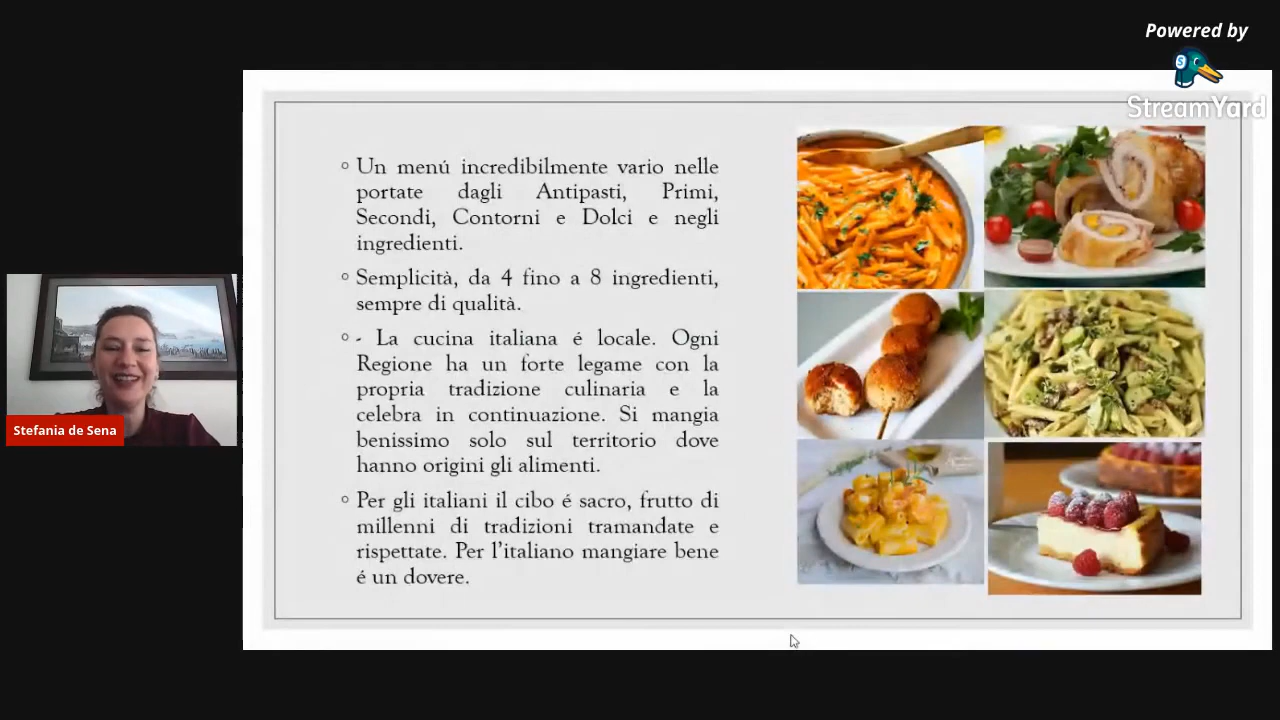 Powered by
StreamYard
Un menú incredibilmente vario nelle
portate dagli Antipasti, Primi,
Secondi, Contorni e Dolci e negli
ingredienti.
Semplicità, da 4 fino a 8 ingredienti,
sempre di qualità.
- La cucina italiana é locale. Ogni
Regione ha un forte legame con la
propria tradizione culinaria e la
celebra in continuazione. Si mangia
benissimo solo sul territorio dove
hanno origini gli alimenti.
Per gli italiani il cibo é sacro, frutto di
millenni di tradizioni tramandate e
rispettate. Per l'italiano mangiare bene
é un dovere.
Stefania de Sena